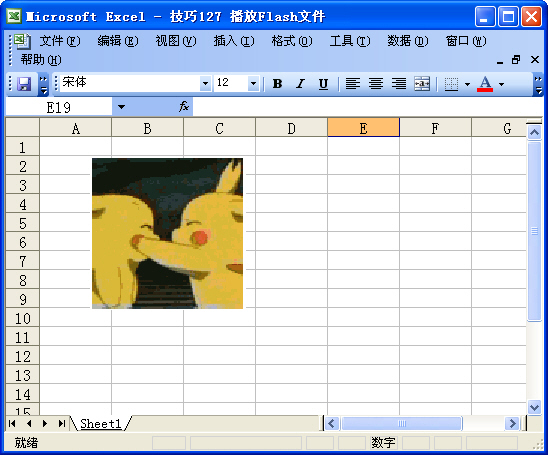 Microsoft Excel - 技巧127 播放Flash文件
文件(F) 编辑(E) 视图(V) 插入(I) 格式(O) 工具(T) 数据(D) 窗口(W)
帮助(H)
宋体 12 B I U
E19 fx
A B C D E F G
1
2
3
4
5
6
7
8
9
10
11
12
13
14
15
Sheet1
就绪 数字